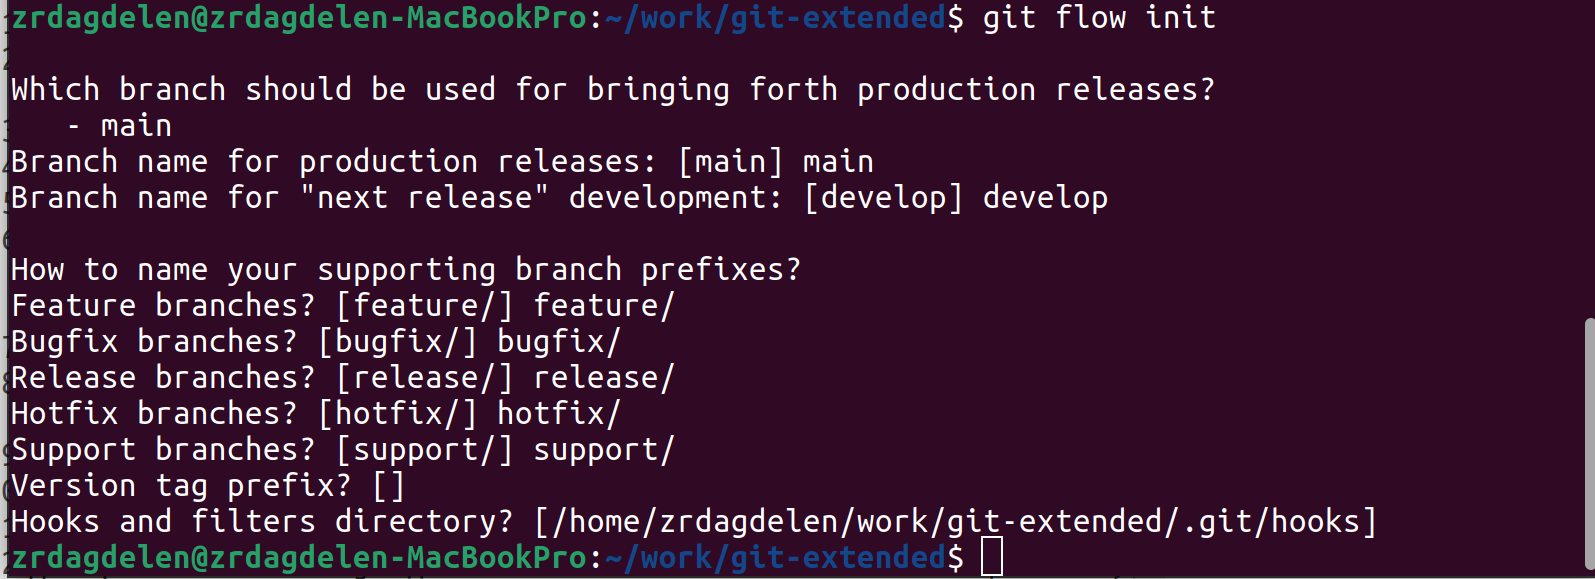 zrdagdelen@zrdagdelen-MacBookPro:~/work/git-extended$ git flow init
Which branch should be used for bringing forth production releases?
- main
Branch name for production releases: [main] main
Branch name for "next release" development: [develop] develop
How to name your supporting branch prefixes?
Feature branches? [feature/] feature/
Bugfix branches? [bugfix/] bugfix/
Release branches? [release/] release/
Hotfix branches? [hotfix/] hotfix/
Support branches? [support/] support/
Version tag prefix? []
Hooks and filters directory? [/home/zrdagdelen/work/git-extended/.git/hooks]
zrdagdelen@zrdagdelen-MacBookPro:~/work/git-extended$